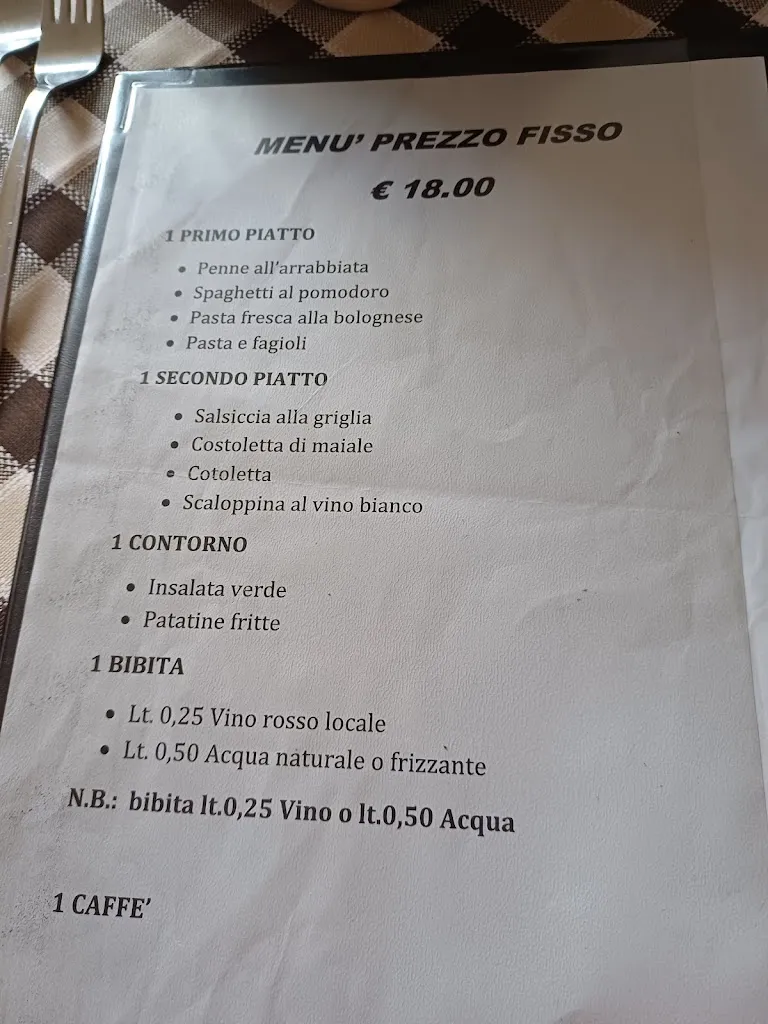 MENU' PREZZO FISSO
€ 18.00
1 PRIMO PIATTO
• Penne all'arrabbiata
• Spaghetti al pomodoro
• Pasta fresca alla bolognese
• Pasta e fagioli
1 SECONDO PIATTO
• Salsiccia alla griglia
• Costoletta di maiale
• Cotoletta
• Scaloppina al vino bianco
1 CONTORNO
• Insalata verde
• Patatine fritte
1 BIBITA
• Lt. 0,25 Vino rosso locale
• Lt. 0,50 Acqua naturale o frizzante
N.B.: bibita lt.0,25 Vino o lt.0,50 Acqua
1 CAFFE'